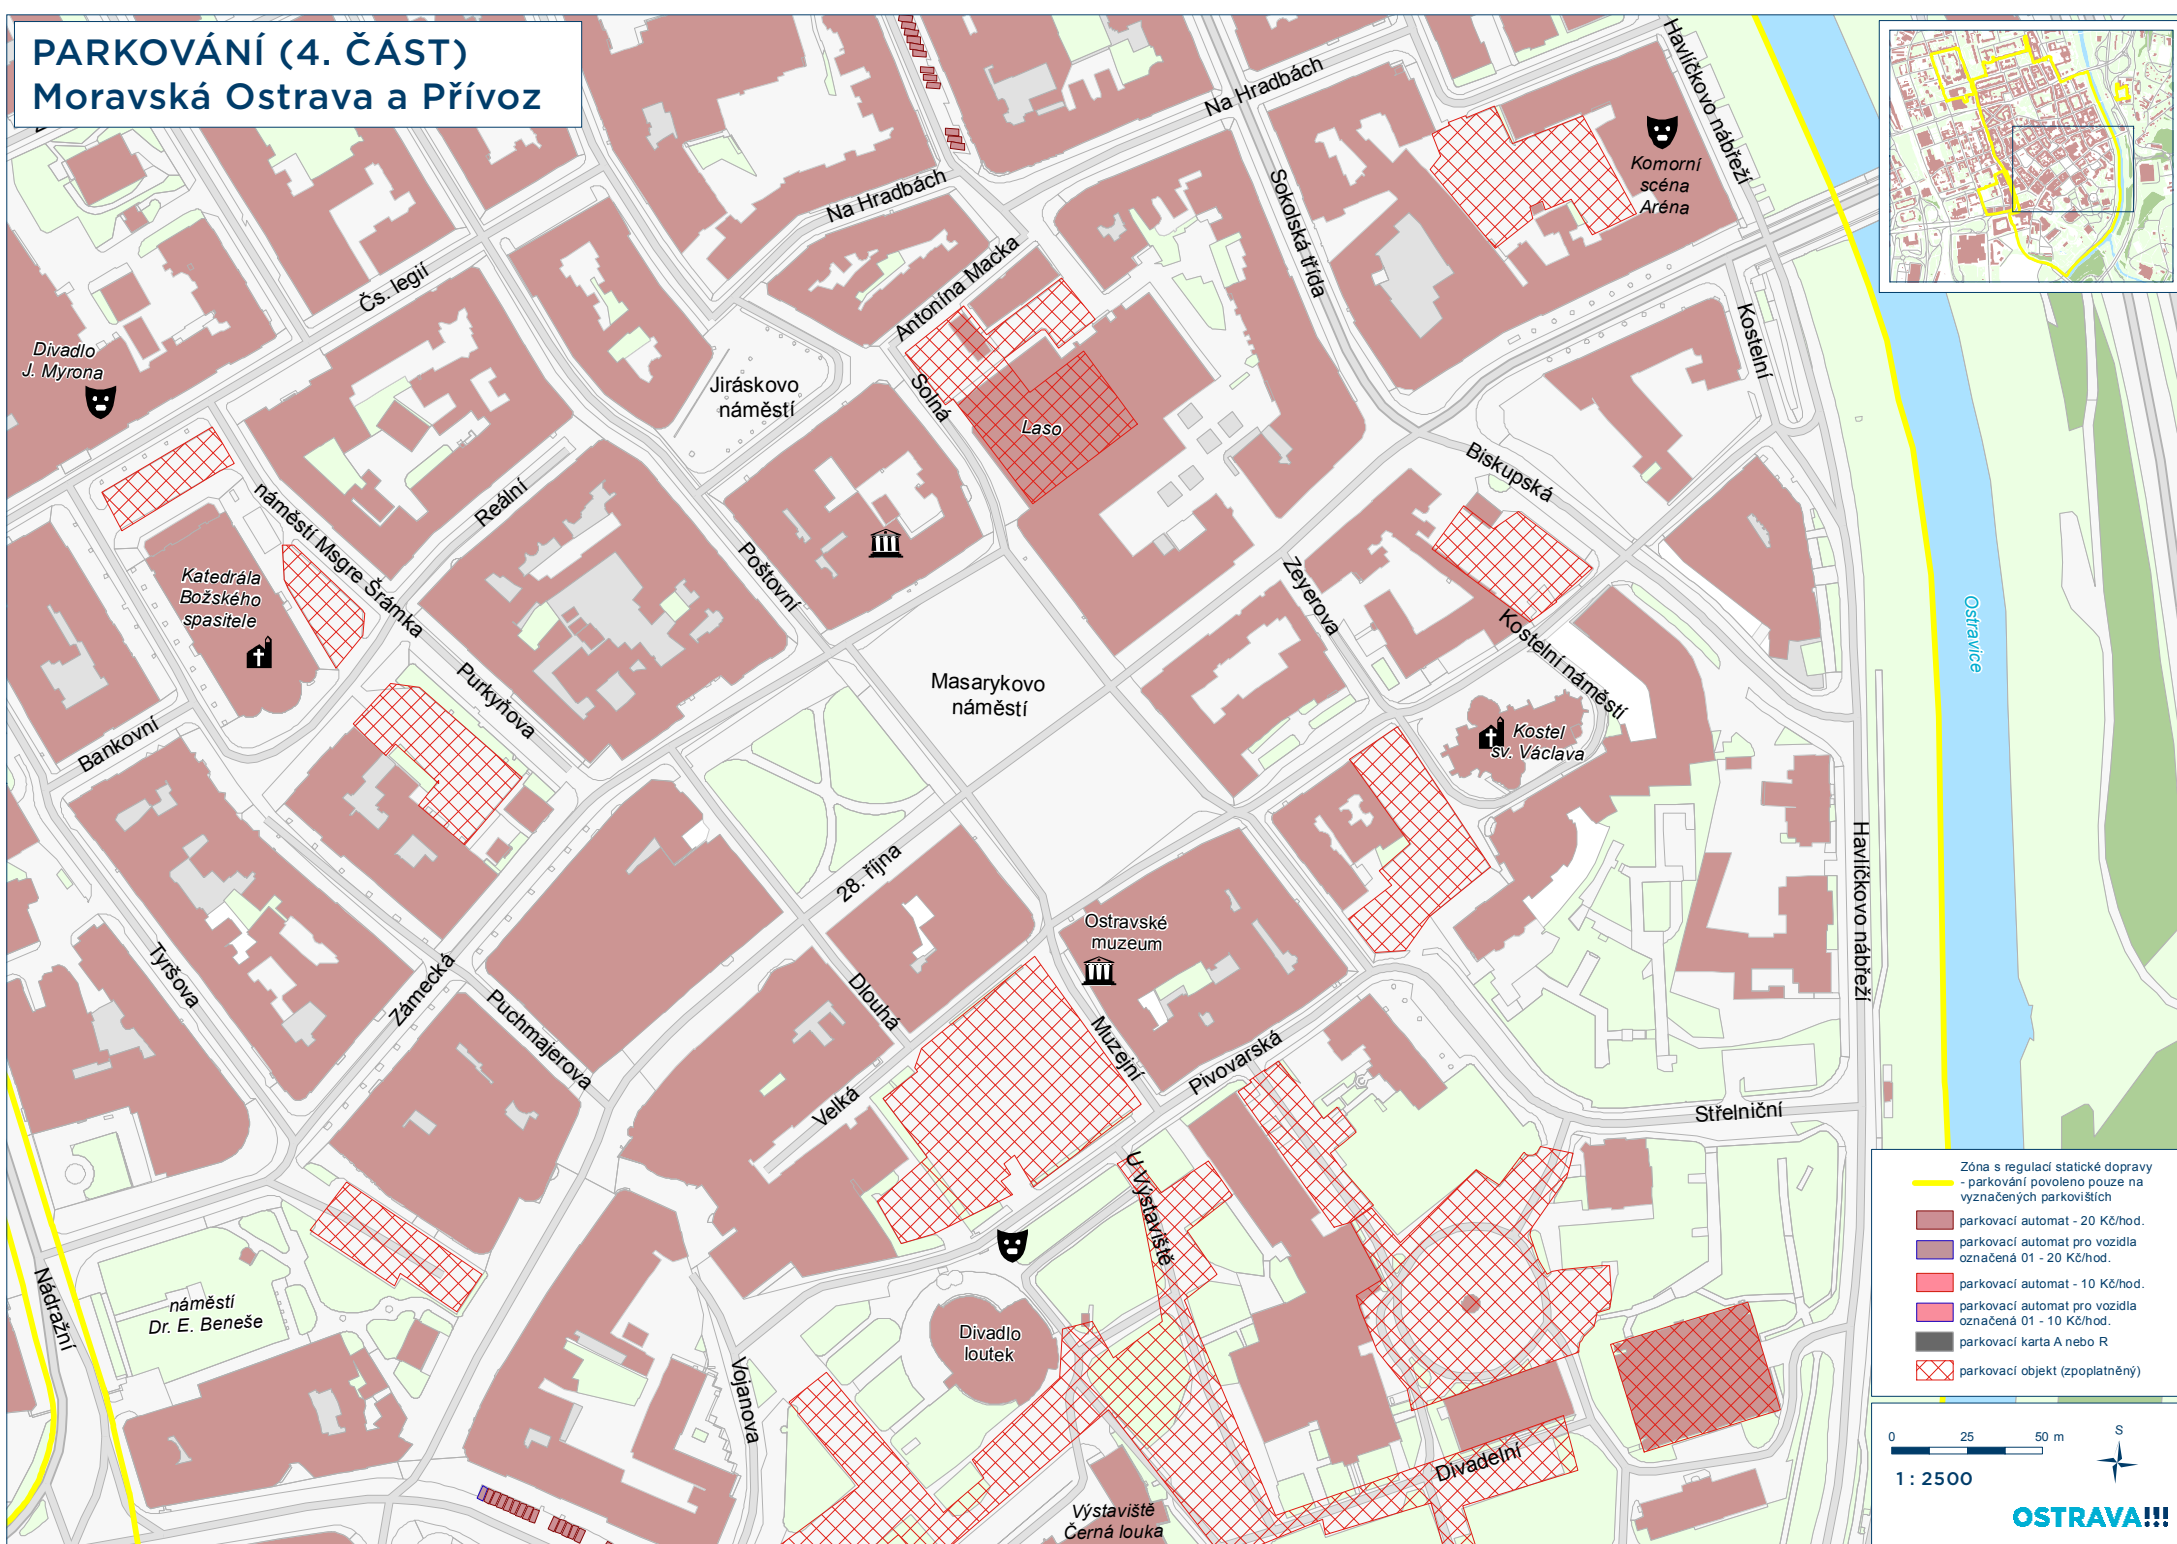 PARKOVÁNÍ (4. ČÁST)
Moravská Ostrava a Přívoz
Havlíčkovo nábřeží
Na Hradbách
Komorní
scéna
Aréna
Na Hradbách
Sokolská třída
Antonína Macka
Čs. legií
Kostelní
Divadlo
J. Myrona
Jiráskovo
náměstí
Solná
Laso
Biskupská
náměstí Msgre Šrámka
Reální
Poštovní
Zeyerova
Katedrála
Božského
spasitele
Kostelní náměstí
Ostravice
Purkyňova
Masarykovo
náměstí
Kostel
sv. Václava
Bankovní
28. října
Havlíčkovo nábřeží
Ostravské
muzeum
Tyršova
Zámecká
Puchmajerova
Dlouhá
Muzejní
Pivovarská
Velká
Střelniční
U Výstaviště
Nádražní
náměstí
Dr. E. Beneše
Divadlo
loutek
Vojanova
Divadelní
Výstaviště
Černá louka
Zóna s regulací statické dopravy
- parkování povoleno pouze na
vyznačených parkovištích
parkovací automat - 20 Kč/hod.
parkovací automat pro vozidla
označená 01 - 20 Kč/hod.
parkovací automat - 10 Kč/hod.
parkovací automat pro vozidla
označená 01 - 10 Kč/hod.
parkovací karta A nebo R
parkovací objekt (zpoplatněný)
0 25 50 m
S
1 : 2500
OSTRAVA!!!